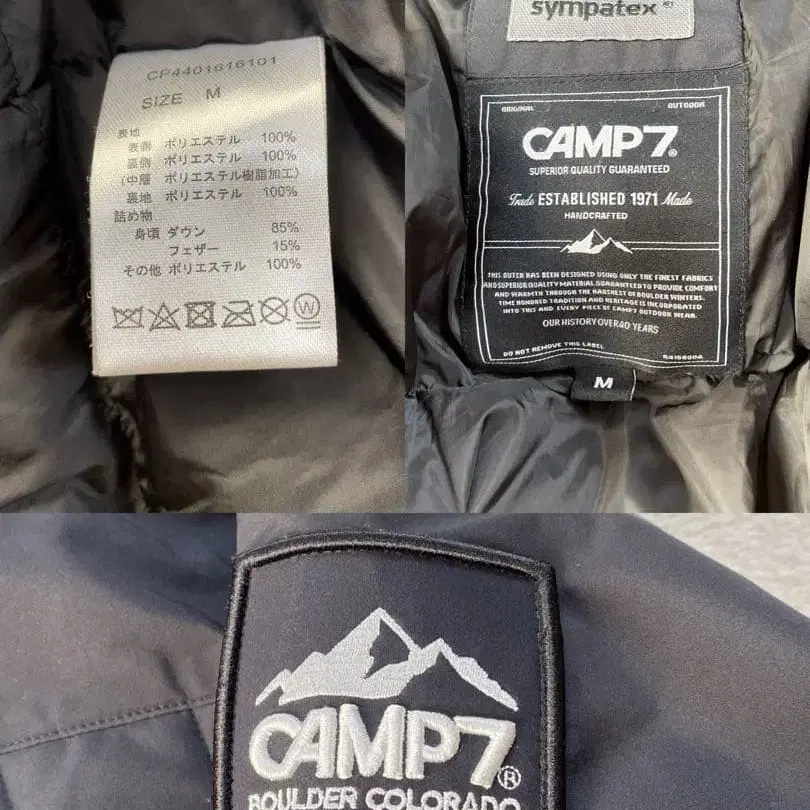 CP4401616101
SIZE M
表地
表側 ポリエステル 100%
裏側 ポリエステル 100%
(中層 ポリエステル樹脂加工)
裏地 ポリエステル 100%
詰め物
身頃 ダウン 85%
フェザー 15%
その他 ポリエステル 100%
W
sympatex
ORIGINAL OUTDOOR
CAMP7®
SUPERIOR QUALITY GUARANTEED
Trade ESTABLISHED 1971 Made
HANDCRAFTED
THIS OUTER HAS BEEN DESIGNED USING ONLY THE FINEST FABRICS
AND SUPERIOR QUALITY MATERIAL GUARANTEED TO PROVIDE COMFORT
AND WARMTH THROUGH THE HARSHEST OF BOULDER WINTERS.
TIME HONORED TRADITION AND HERITAGE IS INCORPORATED
INTO THIS AND EVERY PIECE OF CAMP7 OUTDOOR WEAR.
OUR HISTORY OVER 40 YEARS
DO NOT REMOVE THIS LABEL
M
CAMP7®
BOULDER COLORADO